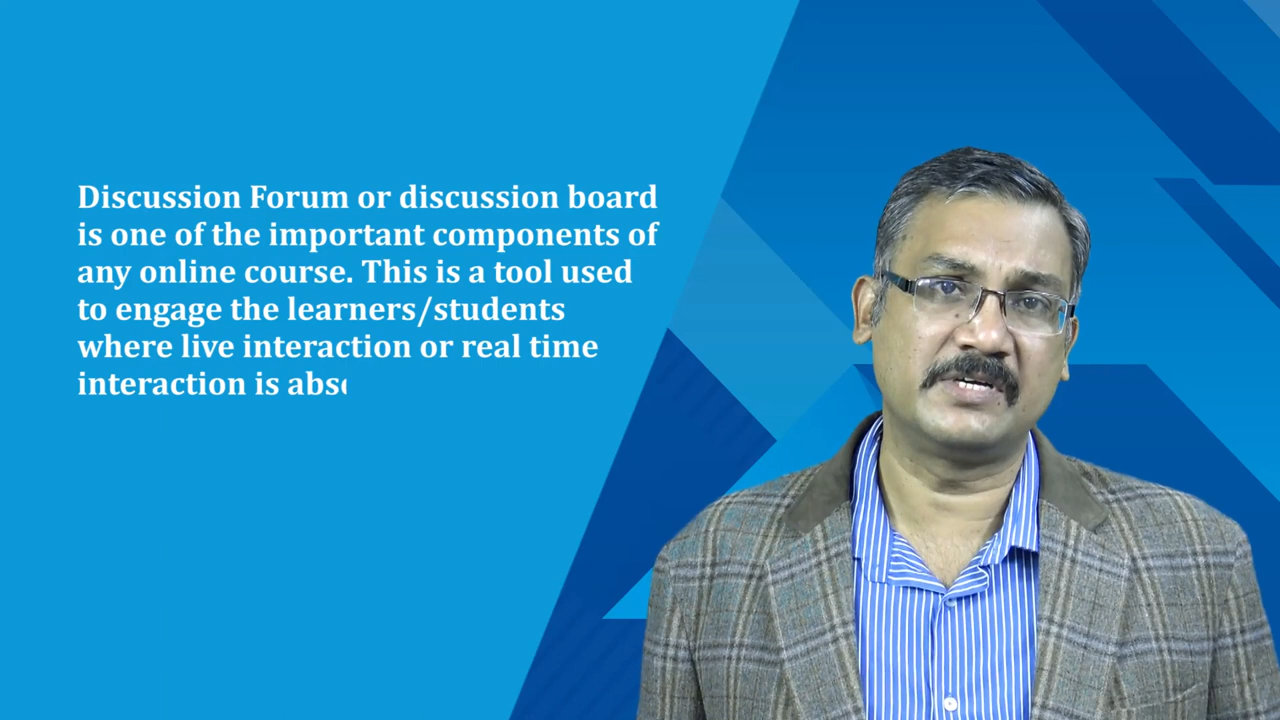 Discussion Forum or discussion board
is one of the important components of
any online course. This is a tool used
to engage the learners/students
where live interaction or real time
interaction is